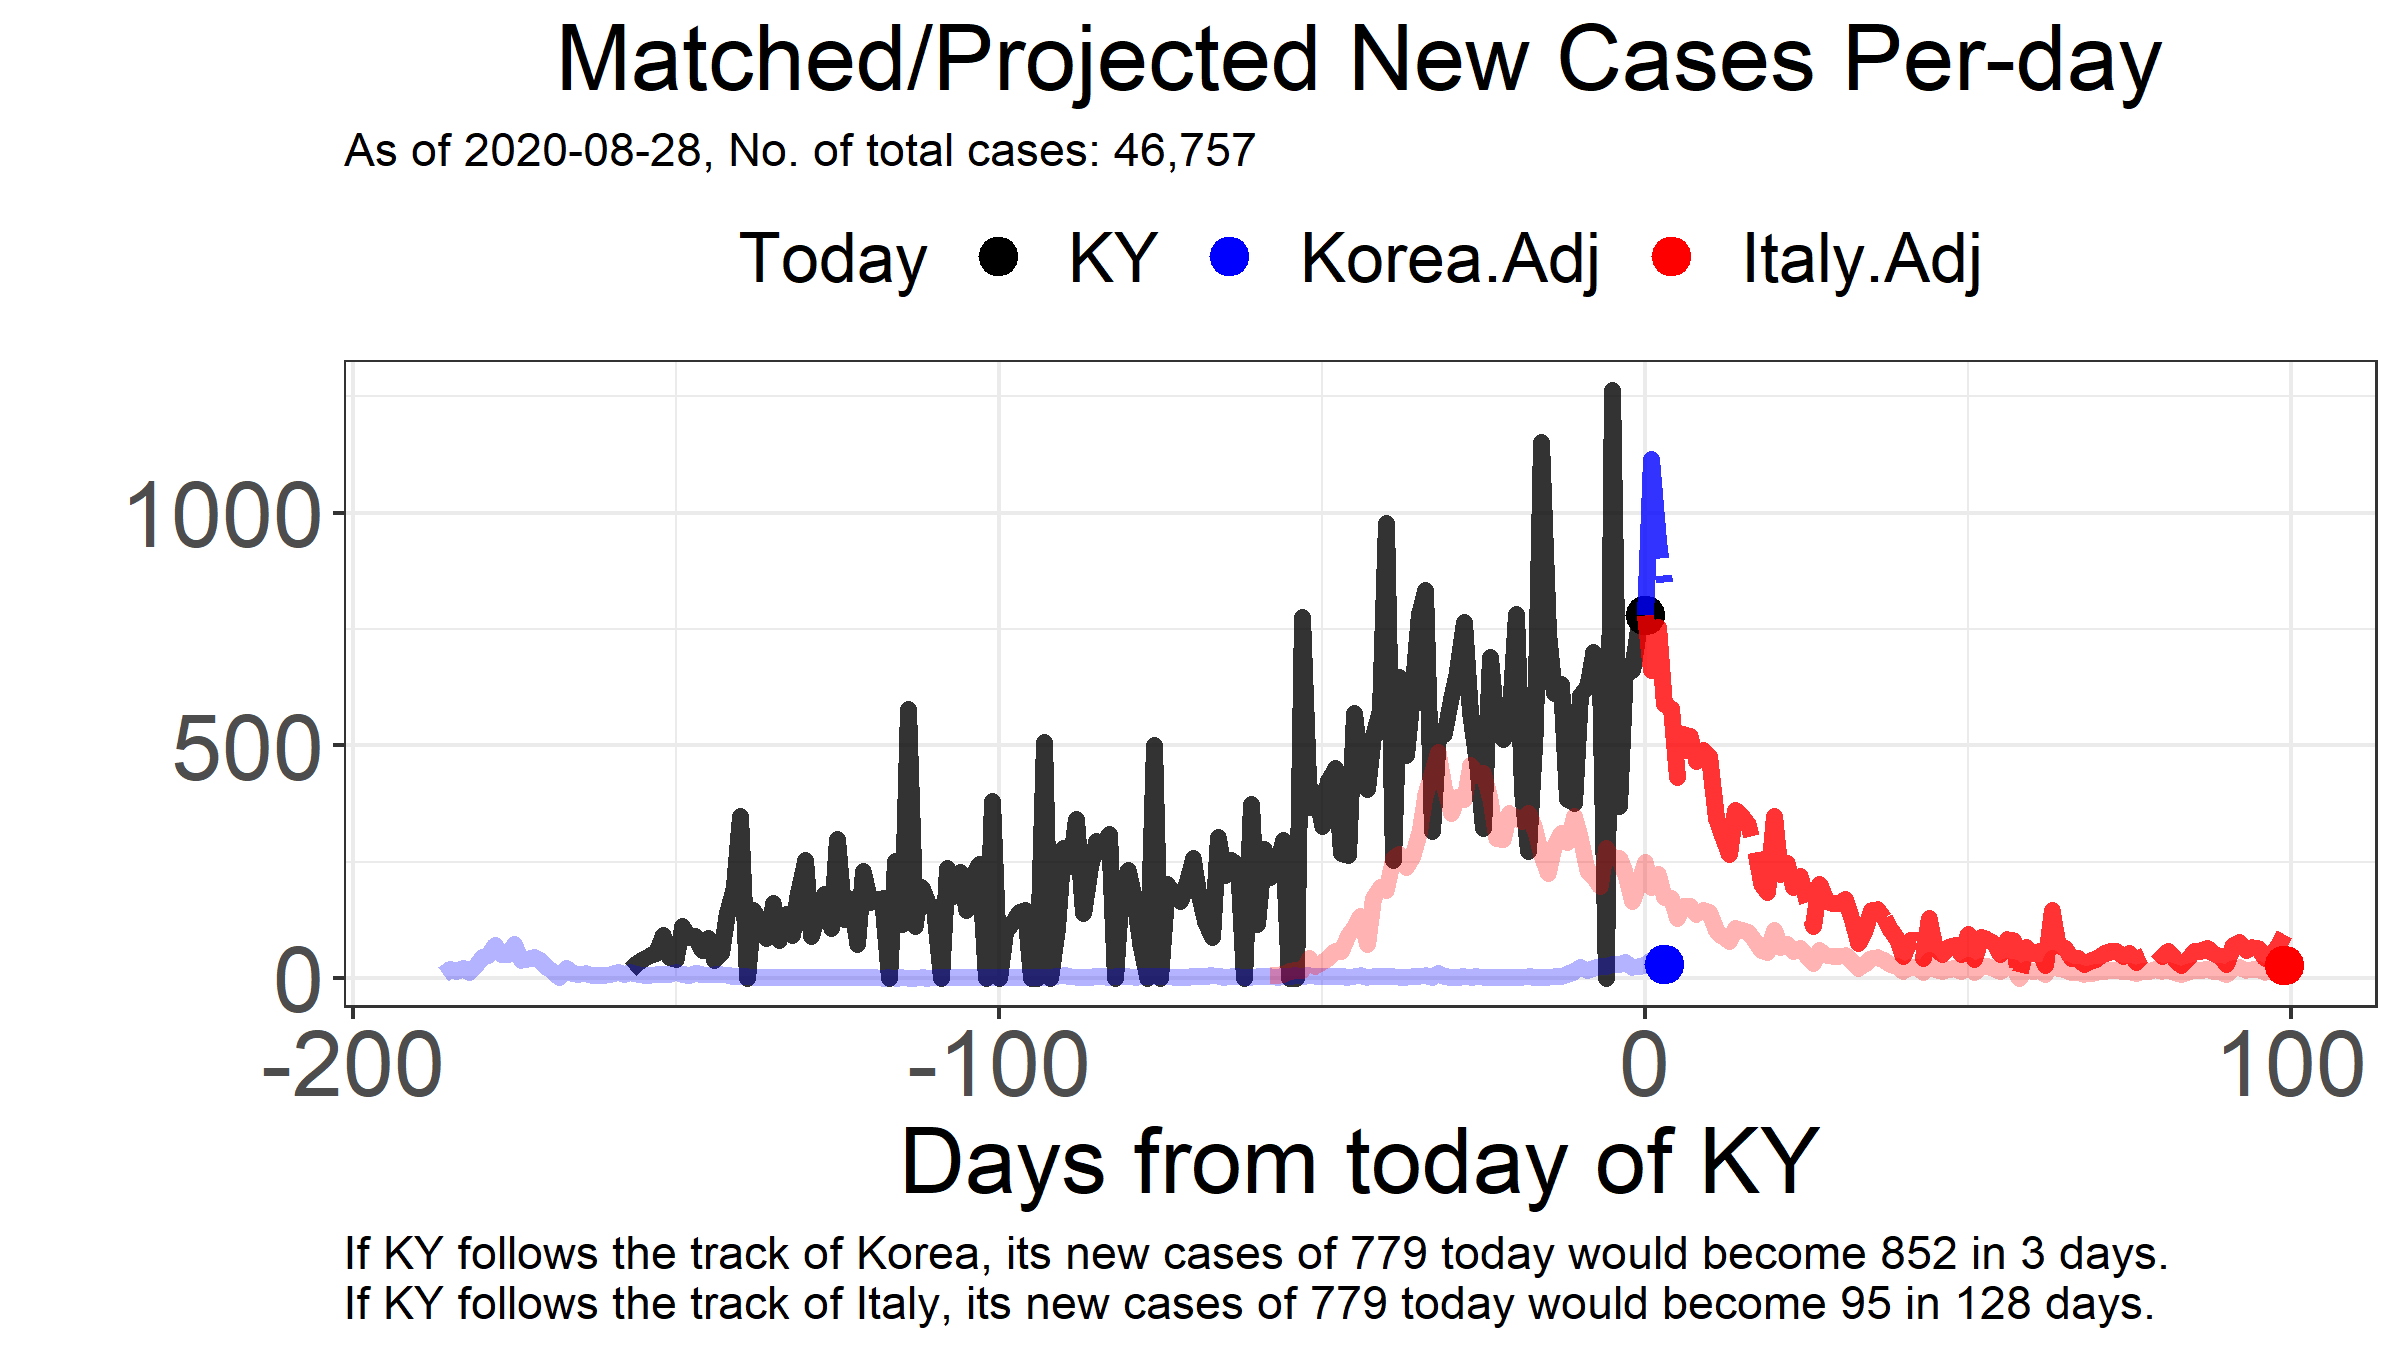 Matched/Projected New Cases Per-day
As of 2020-08-28, No. of total cases: 46,757
Today KY Korea.Adj Italy.Adj
1000
500
0
-200 -100 0 100
Days from today of KY
If KY follows the track of Korea, its new cases of 779 today would become 852 in 3 days.
If KY follows the track of Italy, its new cases of 779 today would become 95 in 128 days.